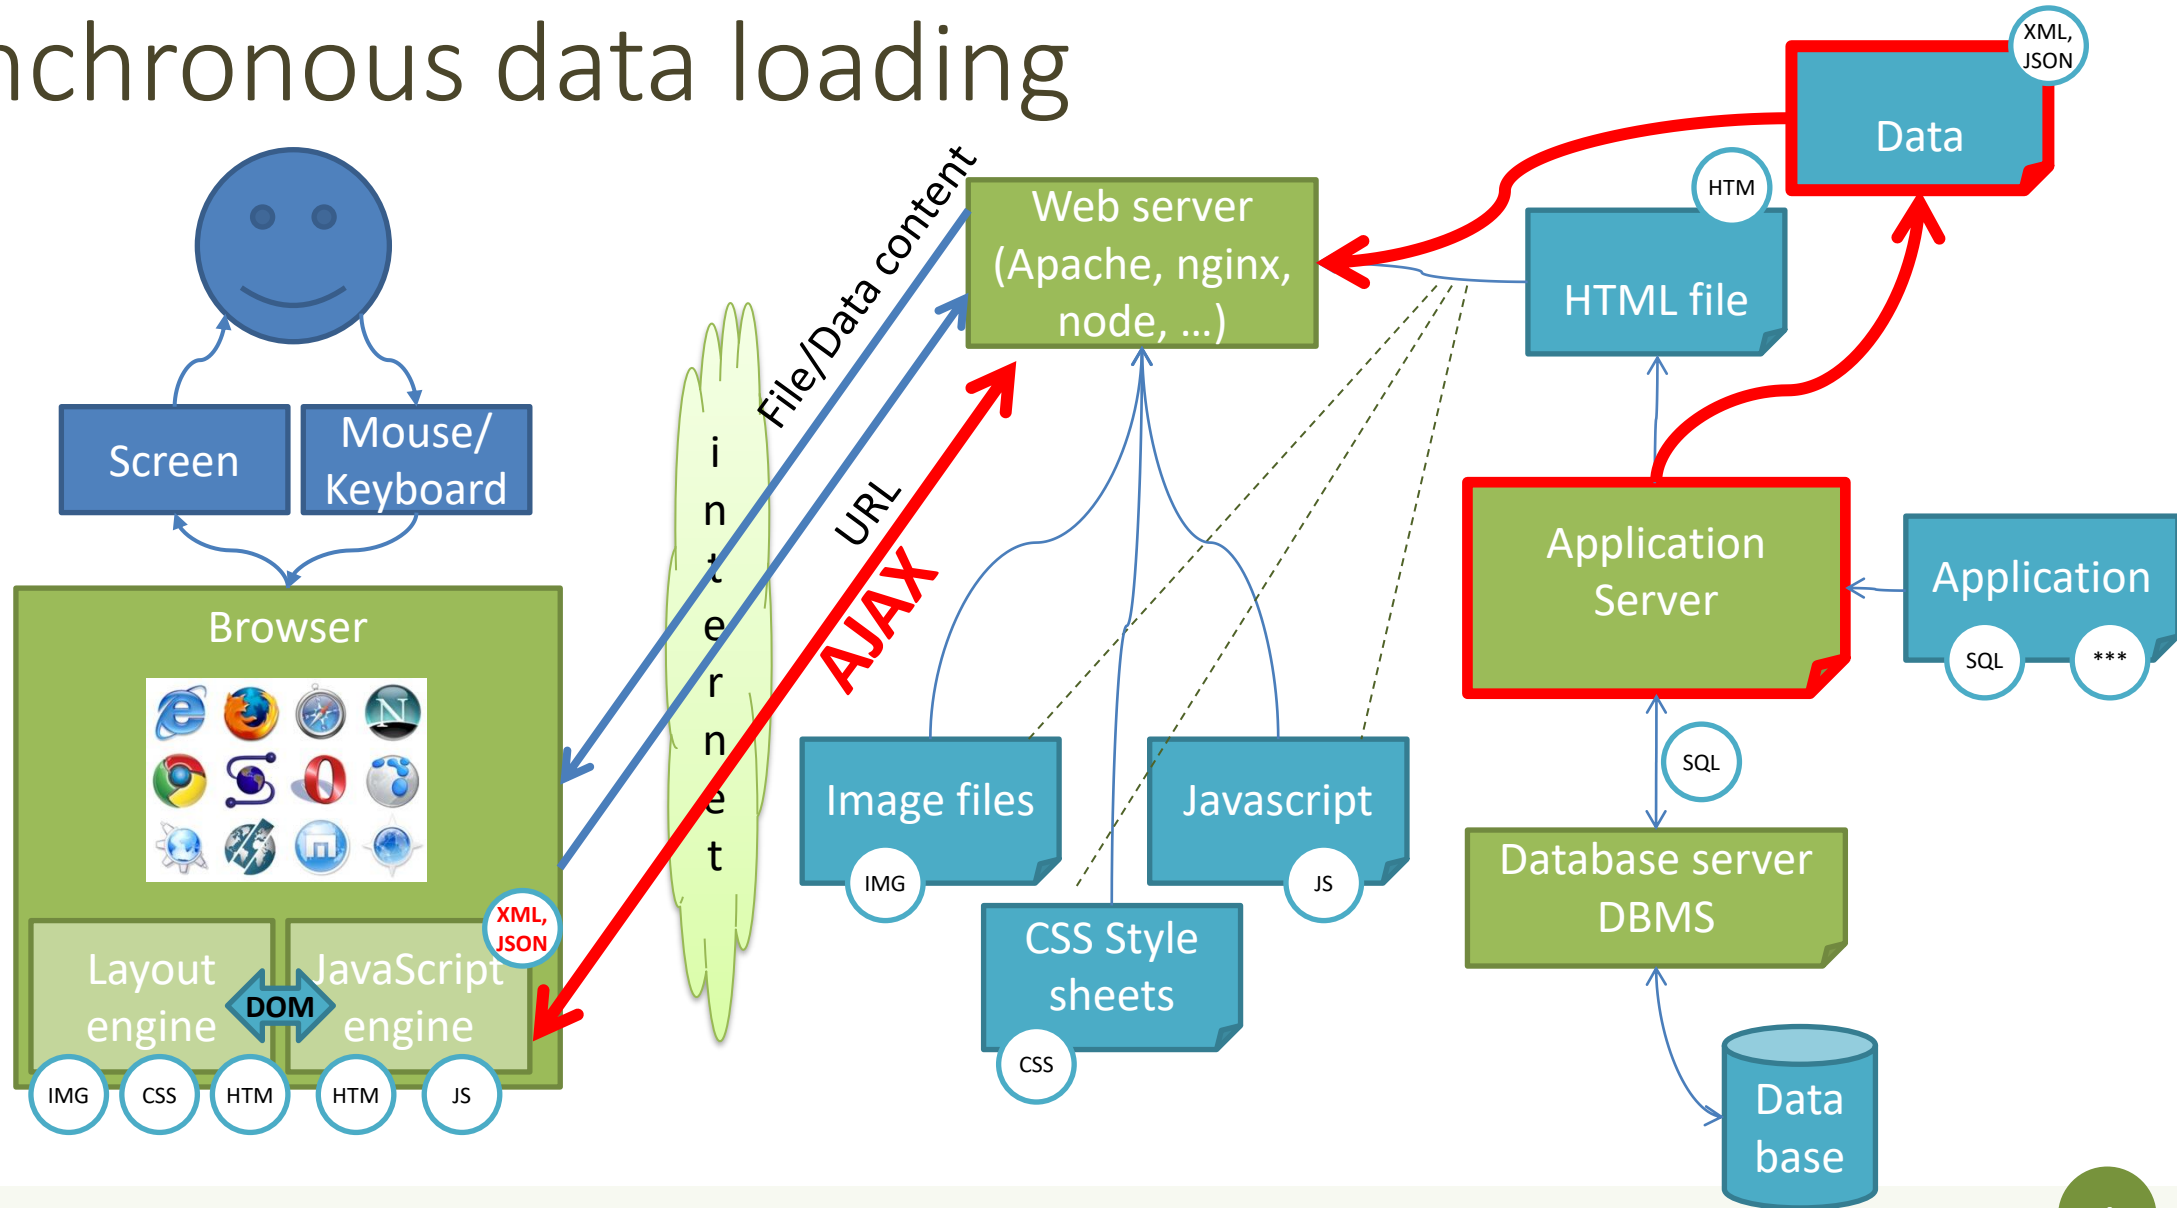 nchronous data loading
XML,
JSON
Data
HTM
HTML file
Web server
(Apache, nginx,
node, ...)
File/Data content
URL
AJAX
internet
Screen
Mouse/
Keyboard
Browser
N
XML,
JSON
Layout
engine
DOM
JavaScript
engine
IMG
CSS
HTM
HTM
JS
Image files
IMG
Javascript
JS
CSS Style
sheets
CSS
Application
Server
Application
SQL
***
SQL
Database server
DBMS
Data
base